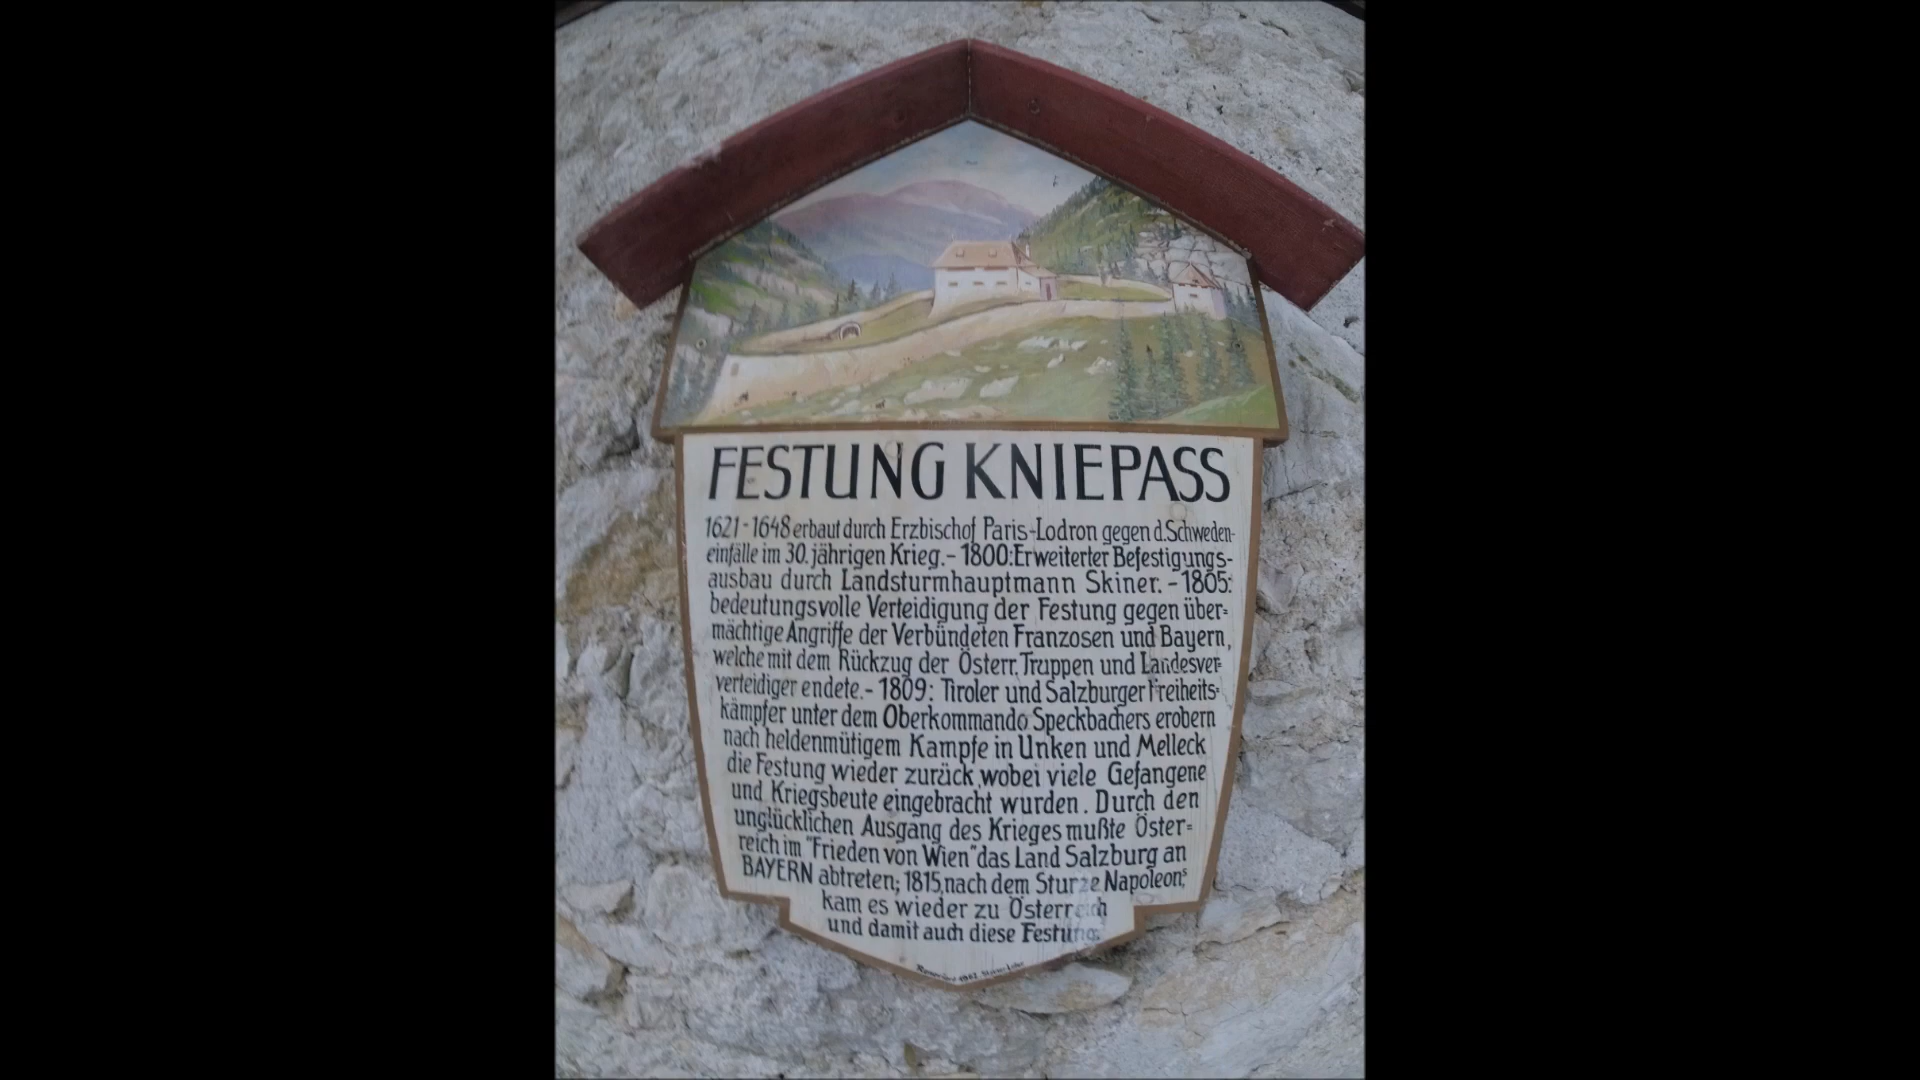 FESTUNG KNIEPASS
1621-1648 erbaut durch Erzbischof Paris-Lodron gegen d. Schweden-
einfälle im 30. jährigen Krieg. - 1800: Erweiterter Befestigungs-
ausbau durch Landsturmhauptmann Skiner. - 1805:
bedeutungsvolle Verteidigung der Festung gegen über=
mächtige Angriffe der Verbündeten Franzosen und Bayern,
welche mit dem Rückzug der Österr. Truppen und Landesver=
verteidiger endete. - 1809: Tiroler und Salzburger Freiheits=
kämpfer unter dem Oberkommando Speckbachers erobern
nach heldenmütigem Kampfe in Unken und Melleck
die Festung wieder zurück, wobei viele Gefangene
und Kriegsbeute eingebracht wurden. Durch den
unglücklichen Ausgang des Krieges mußte Öster=
reich im "Frieden von Wien" das Land Salzburg an
BAYERN abtreten; 1815, nach dem Sturze Napoleon,s
kam es wieder zu Österreich
und damit auch diese Festung.